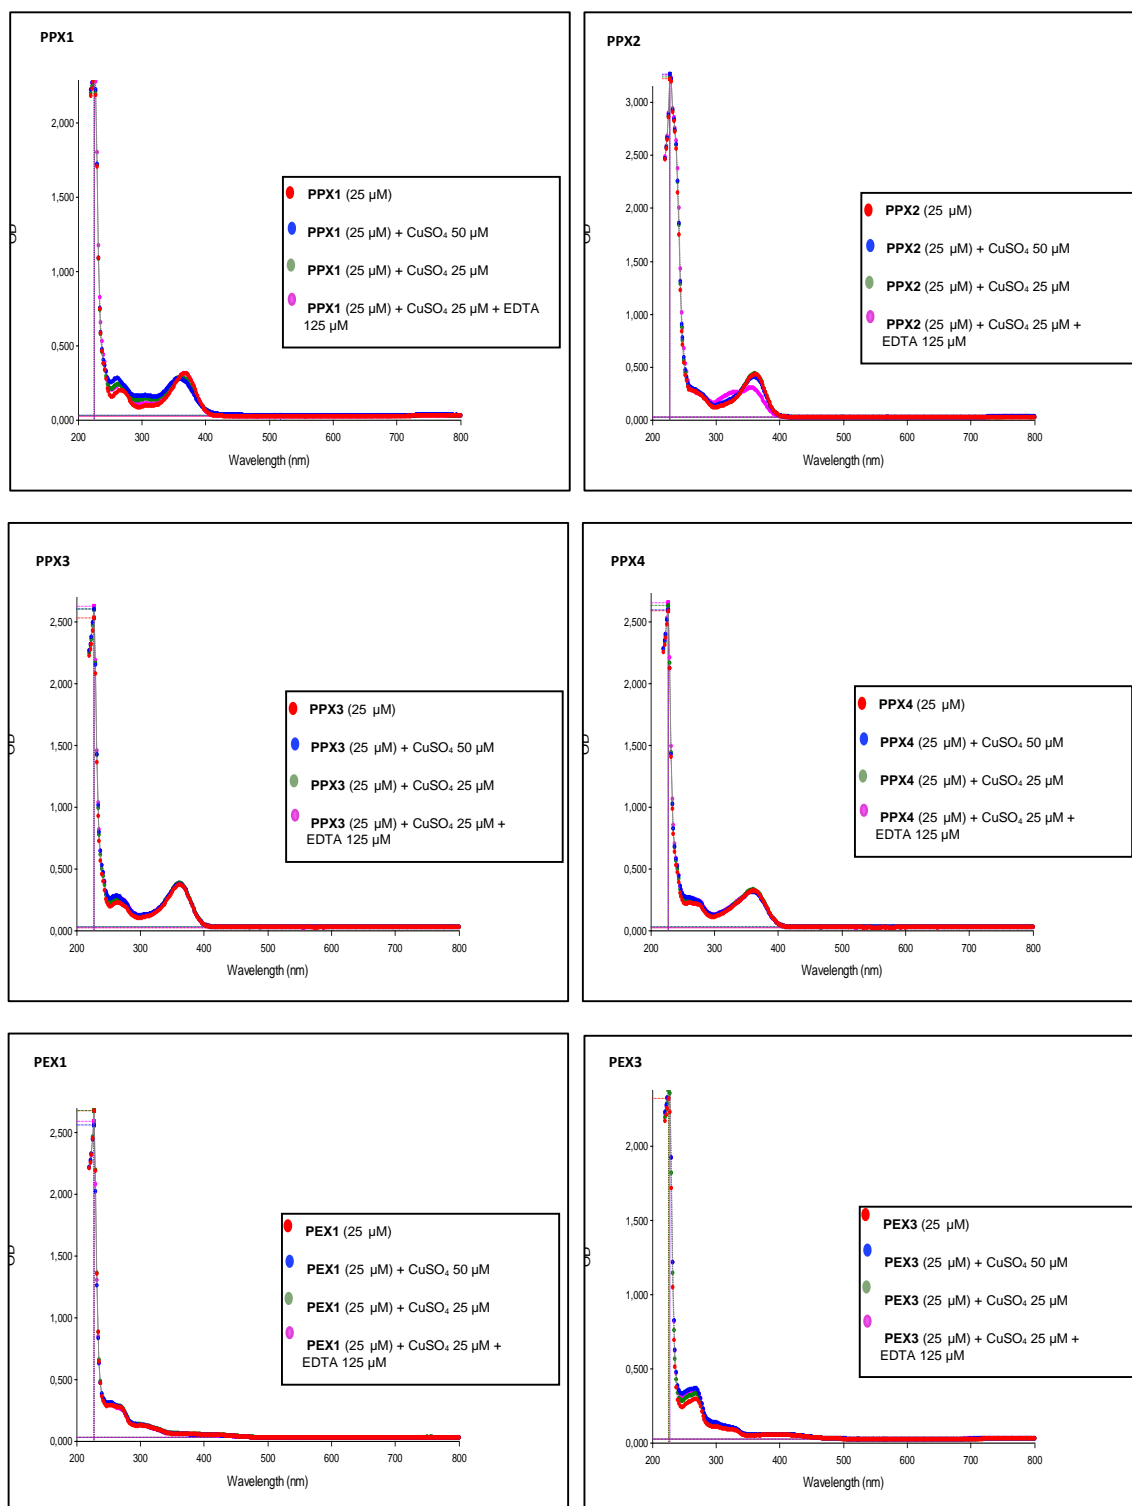 PPX1
2,000
1,500
1,000
0,500
0,000
200 300 400 500 600 700 800
Wavelength (nm)
OD
PPX1 (25 µM)
PPX1 (25 µM) + CuSO₄ 50 µM
PPX1 (25 µM) + CuSO₄ 25 µM
PPX1 (25 µM) + CuSO₄ 25 µM + EDTA
125 µM
PPX2
3,000
2,500
2,000
1,500
1,000
0,500
0,000
200 300 400 500 600 700 800
Wavelength (nm)
OD
PPX2 (25 µM)
PPX2 (25 µM) + CuSO₄ 50 µM
PPX2 (25 µM) + CuSO₄ 25 µM
PPX2 (25 µM) + CuSO₄ 25 µM +
EDTA 125 µM
PPX3
2,500
2,000
1,500
1,000
0,500
0,000
200 300 400 500 600 700 800
Wavelength (nm)
OD
PPX3 (25 µM)
PPX3 (25 µM) + CuSO₄ 50 µM
PPX3 (25 µM) + CuSO₄ 25 µM
PPX3 (25 µM) + CuSO₄ 25 µM +
EDTA 125 µM
PPX4
2,500
2,000
1,500
1,000
0,500
0,000
200 300 400 500 600 700 800
Wavelength (nm)
OD
PPX4 (25 µM)
PPX4 (25 µM) + CuSO₄ 50 µM
PPX4 (25 µM) + CuSO₄ 25 µM
PPX4 (25 µM) + CuSO₄ 25 µM +
EDTA 125 µM
PEX1
2,500
2,000
1,500
1,000
0,500
0,000
200 300 400 500 600 700 800
Wavelength (nm)
OD
PEX1 (25 µM)
PEX1 (25 µM) + CuSO₄ 50 µM
PEX1 (25 µM) + CuSO₄ 25 µM
PEX1 (25 µM) + CuSO₄ 25 µM +
EDTA 125 µM
PEX3
2,000
1,500
1,000
0,500
0,000
200 300 400 500 600 700 800
Wavelength (nm)
OD
PEX3 (25 µM)
PEX3 (25 µM) + CuSO₄ 50 µM
PEX3 (25 µM) + CuSO₄ 25 µM
PEX3 (25 µM) + CuSO₄ 25 µM +
EDTA 125 µM